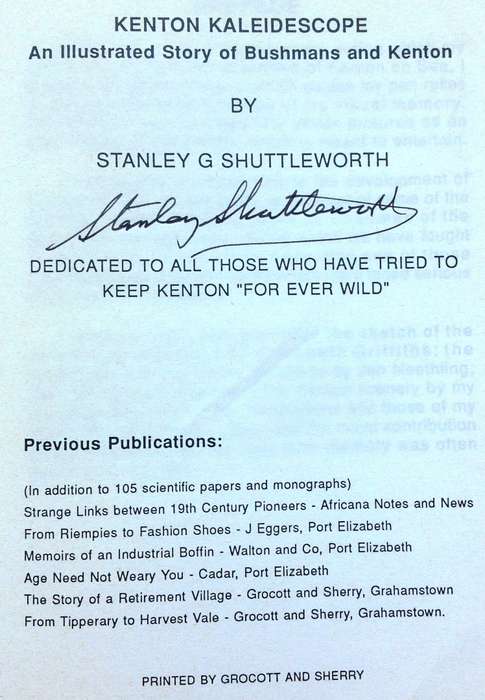 KENTON KALEIDESCOPE
An Illustrated Story of Bushmans and Kenton
BY
STANLEY G SHUTTLEWORTH
Stanley Shuttleworth
DEDICATED TO ALL THOSE WHO HAVE TRIED TO
KEEP KENTON "FOR EVER WILD"
Previous Publications:
(In addition to 105 scientific papers and monographs)
Strange Links between 19th Century Pioneers - Africana Notes and News
From Riempies to Fashion Shoes - J Eggers, Port Elizabeth
Memoirs of an Industrial Boffin - Walton and Co, Port Elizabeth
Age Need Not Weary You - Cadar, Port Elizabeth
The Story of a Retirement Village - Grocott and Sherry, Grahamstown
From Tipperary to Harvest Vale - Grocott and Sherry, Grahamstown.
PRINTED BY GROCOTT AND SHERRY